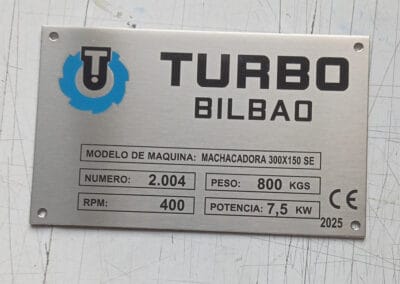 TURBO
BILBAO
MODELO DE MAQUINA: MACHACADORA 300X150 SE
NUMERO: 2.004 PESO: 800 KGS
RPM: 400 POTENCIA: 7,5 KW
CE
2025